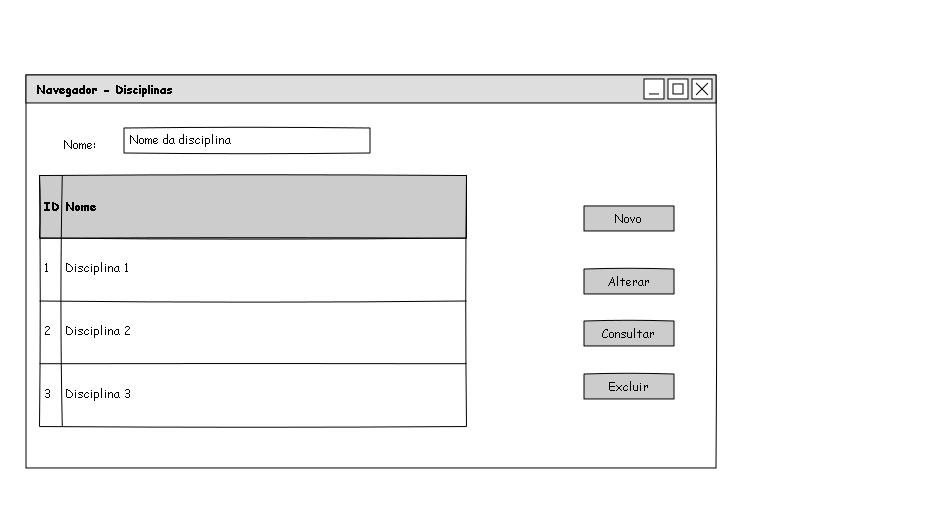 Navegador - Disciplinas
Nome: Nome da disciplina
ID Nome
1 Disciplina 1
2 Disciplina 2
3 Disciplina 3
Novo
Alterar
Consultar
Excluir